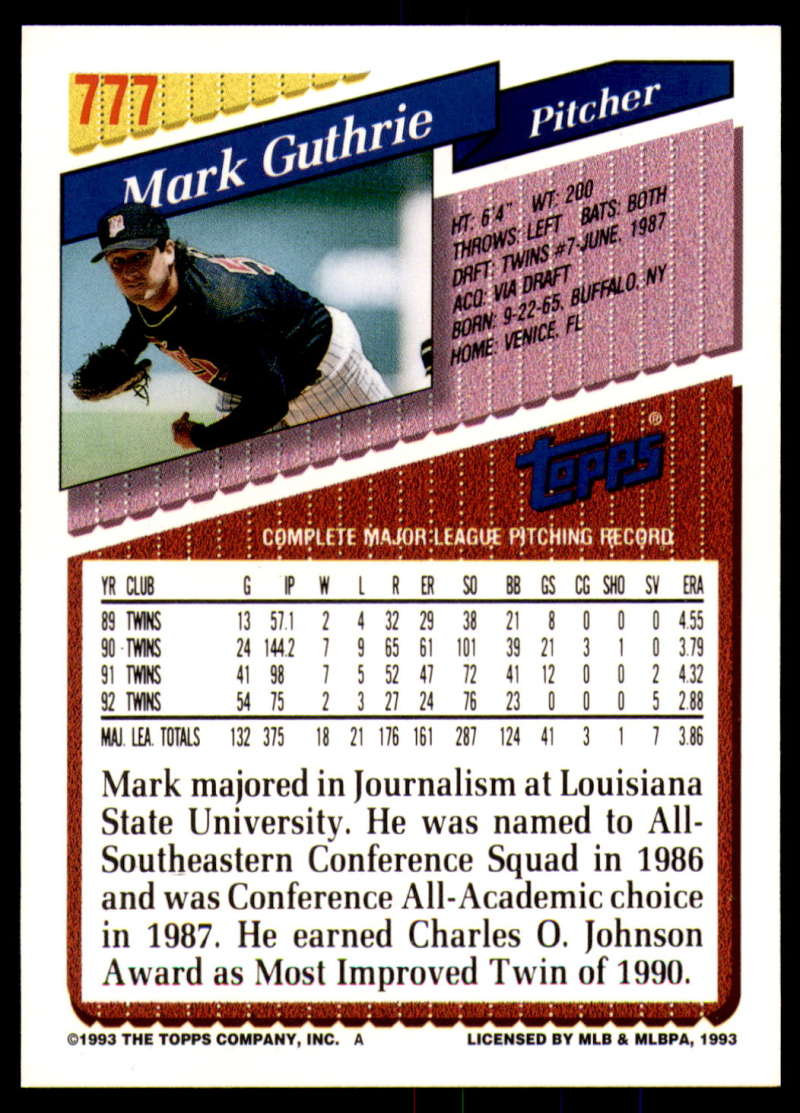 777
Mark Guthrie
Pitcher
HT: 6'4" WT: 200
THROWS: LEFT BATS: BOTH
DRFT: TWINS #7-JUNE, 1987
ACQ: VIA DRAFT
BORN: 9-22-65, BUFFALO, NY
HOME: VENICE, FL
topps®
COMPLETE MAJOR LEAGUE PITCHING RECORD
YR CLUB G IP W L R ER SO BB GS CG SHO SV ERA
89 TWINS 13 57.1 2 4 32 29 38 21 8 0 0 0 4.55
90 TWINS 24 144.2 7 9 65 61 101 39 21 3 1 0 3.79
91 TWINS 41 98 7 5 52 47 72 41 12 0 0 2 4.32
92 TWINS 54 75 2 3 27 24 76 23 0 0 0 5 2.88
MAJ. LEA. TOTALS 132 375 18 21 176 161 287 124 41 3 1 7 3.86
Mark majored in Journalism at Louisiana
State University. He was named to All-
Southeastern Conference Squad in 1986
and was Conference All-Academic choice
in 1987. He earned Charles O. Johnson
Award as Most Improved Twin of 1990.
©1993 THE TOPPS COMPANY, INC. A
LICENSED BY MLB & MLBPA, 1993